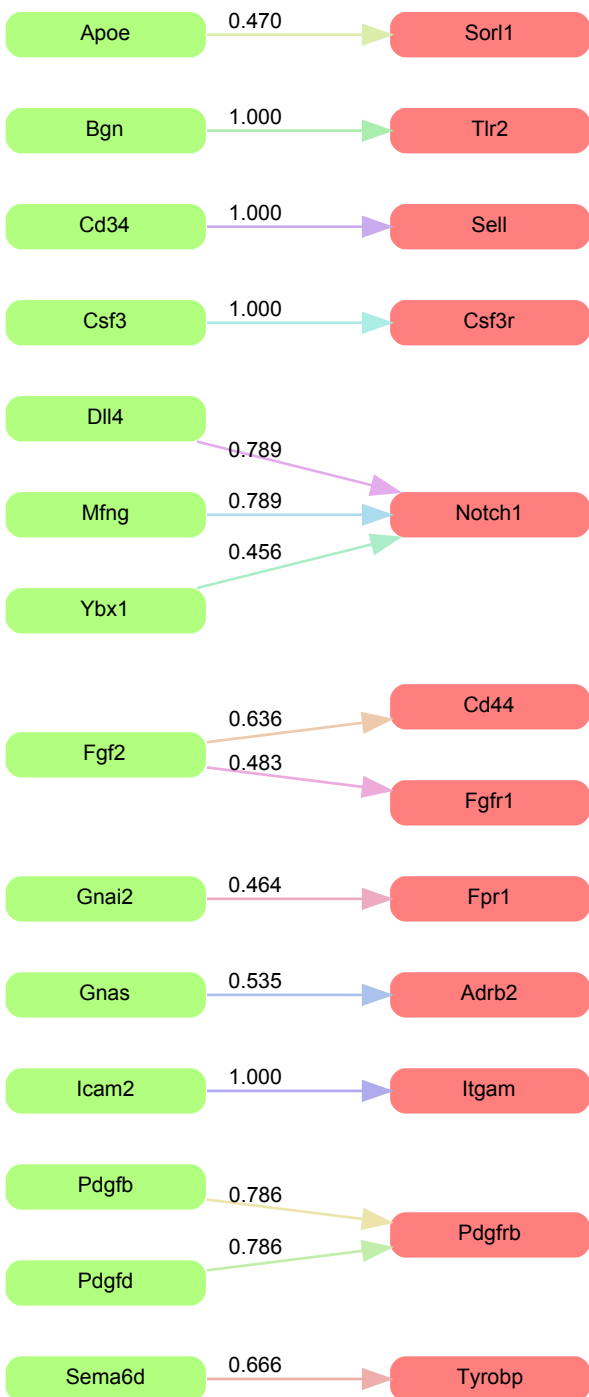 Apoe 0.470 Sorl1
Bgn 1.000 Tlr2
Cd34 1.000 Sell
Csf3 1.000 Csf3r
Dll4
0.789
Mfng 0.789 Notch1
0.456
Ybx1
Cd44
0.636
Fgf2
0.483
Fgfr1
Gnai2 0.464 Fpr1
Gnas 0.535 Adrb2
Icam2 1.000 Itgam
Pdgfb
0.786
Pdgfrb
0.786
Pdgfd
Sema6d 0.666 Tyrobp